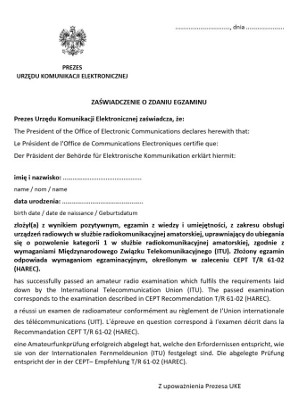 ..............................., dnia ......................
PREZES
URZĘDU KOMUNIKACJI ELEKTRONICZNEJ
ZAŚWIADCZENIE O ZDANIU EGZAMINU
Prezes Urzędu Komunikacji Elektronicznej zaświadcza, że:
The President of the Office of Electronic Communications declares herewith that:
Le Président de l'Office de Communications Electroniques certifie que:
Der Präsident der Behörde für Elektronische Kommunikation erklärt hiermit:
imię i nazwisko: ..........................................
name / nom / name
data urodzenia: ..........................................
birth date / date de naissance / Geburtsdatum
złożył(a) z wynikiem pozytywnym, egzamin z wiedzy i umiejętności, z zakresu obsługi
urządzeń radiowych w służbie radiokomunikacyjnej amatorskiej, uprawniający do ubiegania
się o pozwolenie kategorii 1 w służbie radiokomunikacyjnej amatorskiej, zgodnie z
wymaganiami Międzynarodowego Związku Telekomunikacyjnego (ITU). Złożony egzamin
odpowiada wymaganiom egzaminacyjnym, określonym w zaleceniu CEPT T/R 61-02
(HAREC).
has successfully passed an amateur radio examination which fulfils the requirements laid
down by the International Telecommunication Union (ITU). The passed examination
corresponds to the examination described in CEPT Recommendation T/R 61-02 (HAREC).
a réussi un examen de radioamateur conformément au règlement de l'Union internationale
des télécommunications (UIT). L'épreuve en question correspond à l'examen décrit dans la
Recommandation CEPT T/R 61-02 (HAREC).
eine Amateurfunkprüfung erfolgreich abgelegt hat, welche den Erfordernissen entspricht, wie
sie von der Internationalen Fernmeldeunion (ITU) festgelegt sind. Die abgelegte Prüfung
entspricht der in der CEPT– Empfehlung T/R 61-02 (HAREC).
Z upoważnienia Prezesa UKE